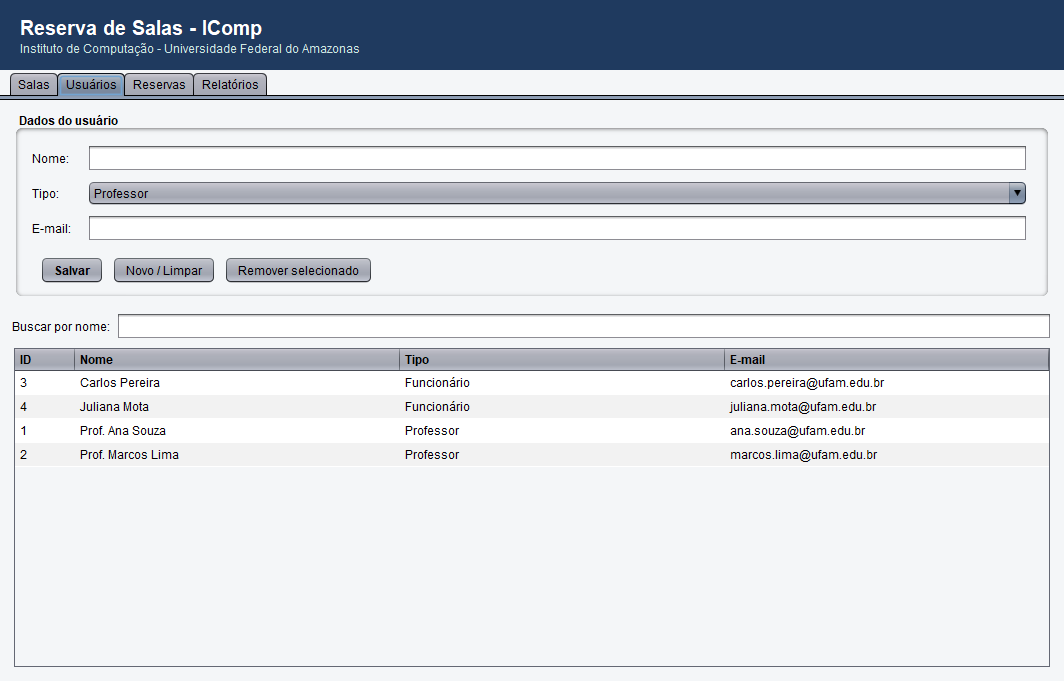 Reserva de Salas - IComp
Instituto de Computação - Universidade Federal do Amazonas
Salas Usuários Reservas Relatórios
Dados do usuário
Nome:
Tipo: Professor
E-mail:
Salvar Novo / Limpar Remover selecionado
Buscar por nome:
ID Nome Tipo E-mail
3 Carlos Pereira Funcionário carlos.pereira@ufam.edu.br
4 Juliana Mota Funcionário juliana.mota@ufam.edu.br
1 Prof. Ana Souza Professor ana.souza@ufam.edu.br
2 Prof. Marcos Lima Professor marcos.lima@ufam.edu.br